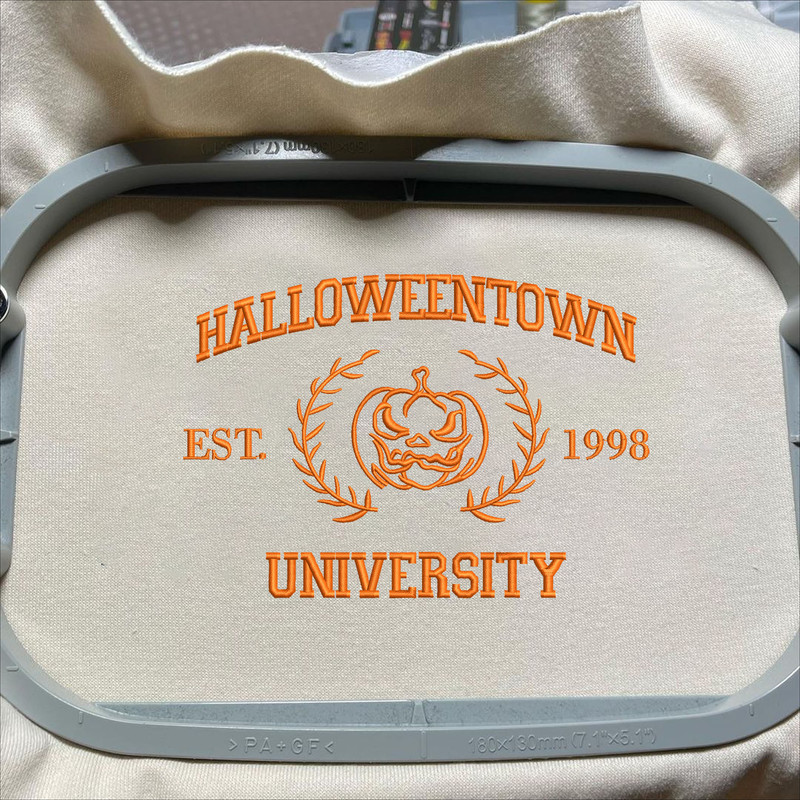 HALLOWEENTOWN
EST. 1998
UNIVERSITY
>PA+GF<
180x130mm (7.1"x5.1")